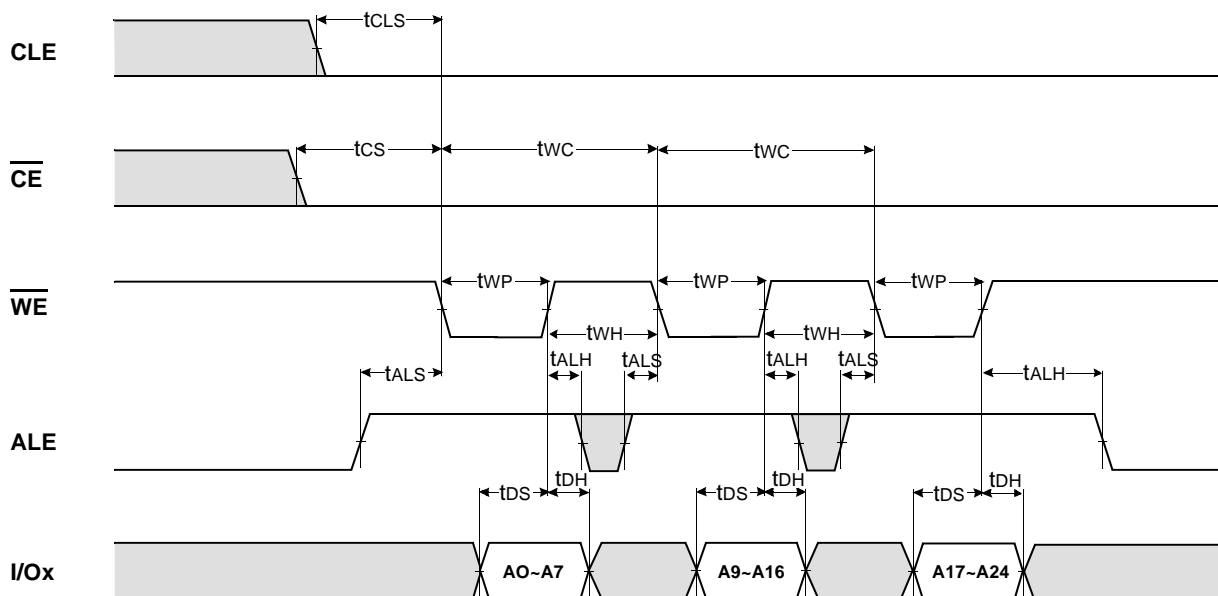 CLE
tCLS
CE
tCS
tWC
tWC
WE
tWP
tWP
tWP
tWH
tWH
tALS
tALH
tALS
tALH
tALS
tALH
ALE
tDS
tDH
tDS
tDH
tDS
tDH
I/Ox
AO~A7
A9~A16
A17~A24